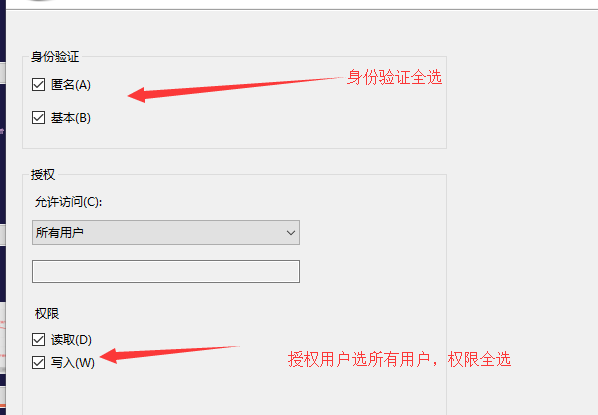 身份验证
匿名(A)
身份验证全选
基本(B)
授权
允许访问(C):
所有用户
权限
读取(D)
写入(W)
授权用户选所有用户，权限全选